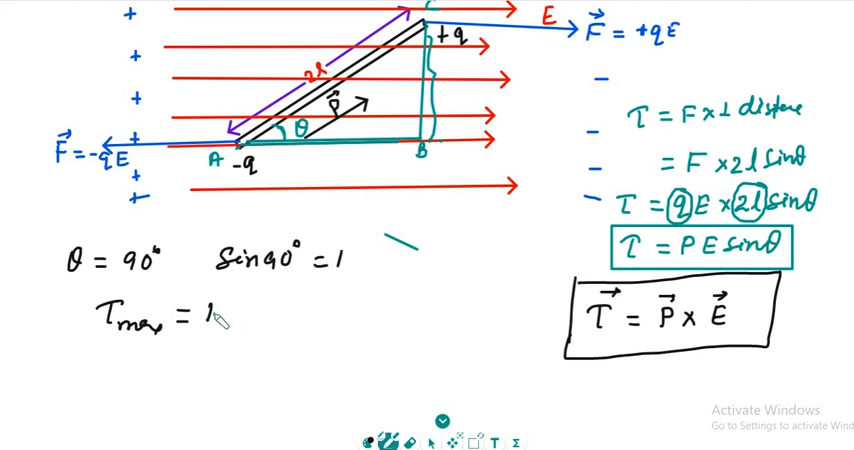 C
E
F⃗ = +qE
+q
2l
P⃗
θ
F⃗ = -qE
A
-q
B
τ = F × ⊥ distance
= F × 2l sinθ
τ = qE × 2l sinθ
τ = PE sinθ
θ = 90° Sin90° = 1
τmax =
τ⃗ = P⃗ × E⃗
Activate Windows
Go to Settings to activate Wind
T Σ